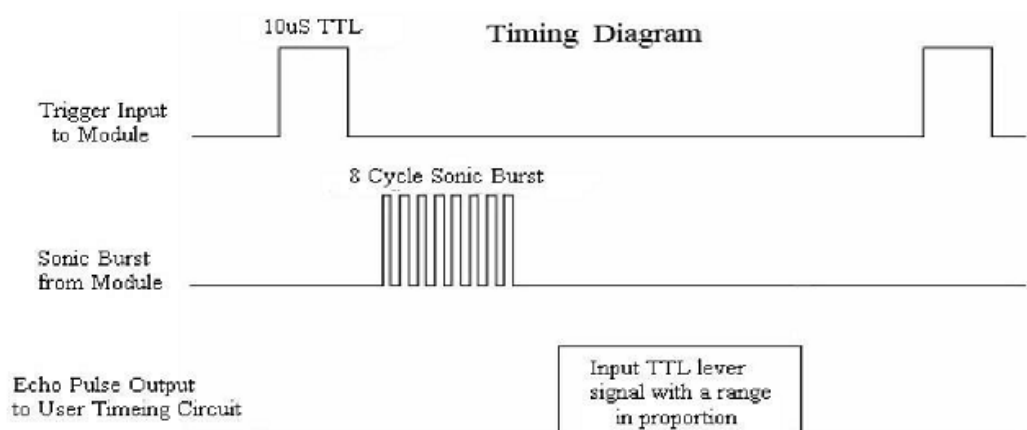 10uS TTL
Timing Diagram
Trigger Input
to Module
8 Cycle Sonic Burst
Sonic Burst
from Module
Echo Pulse Output
to User Timeing Circuit
Input TTL lever
signal with a range
in proportion